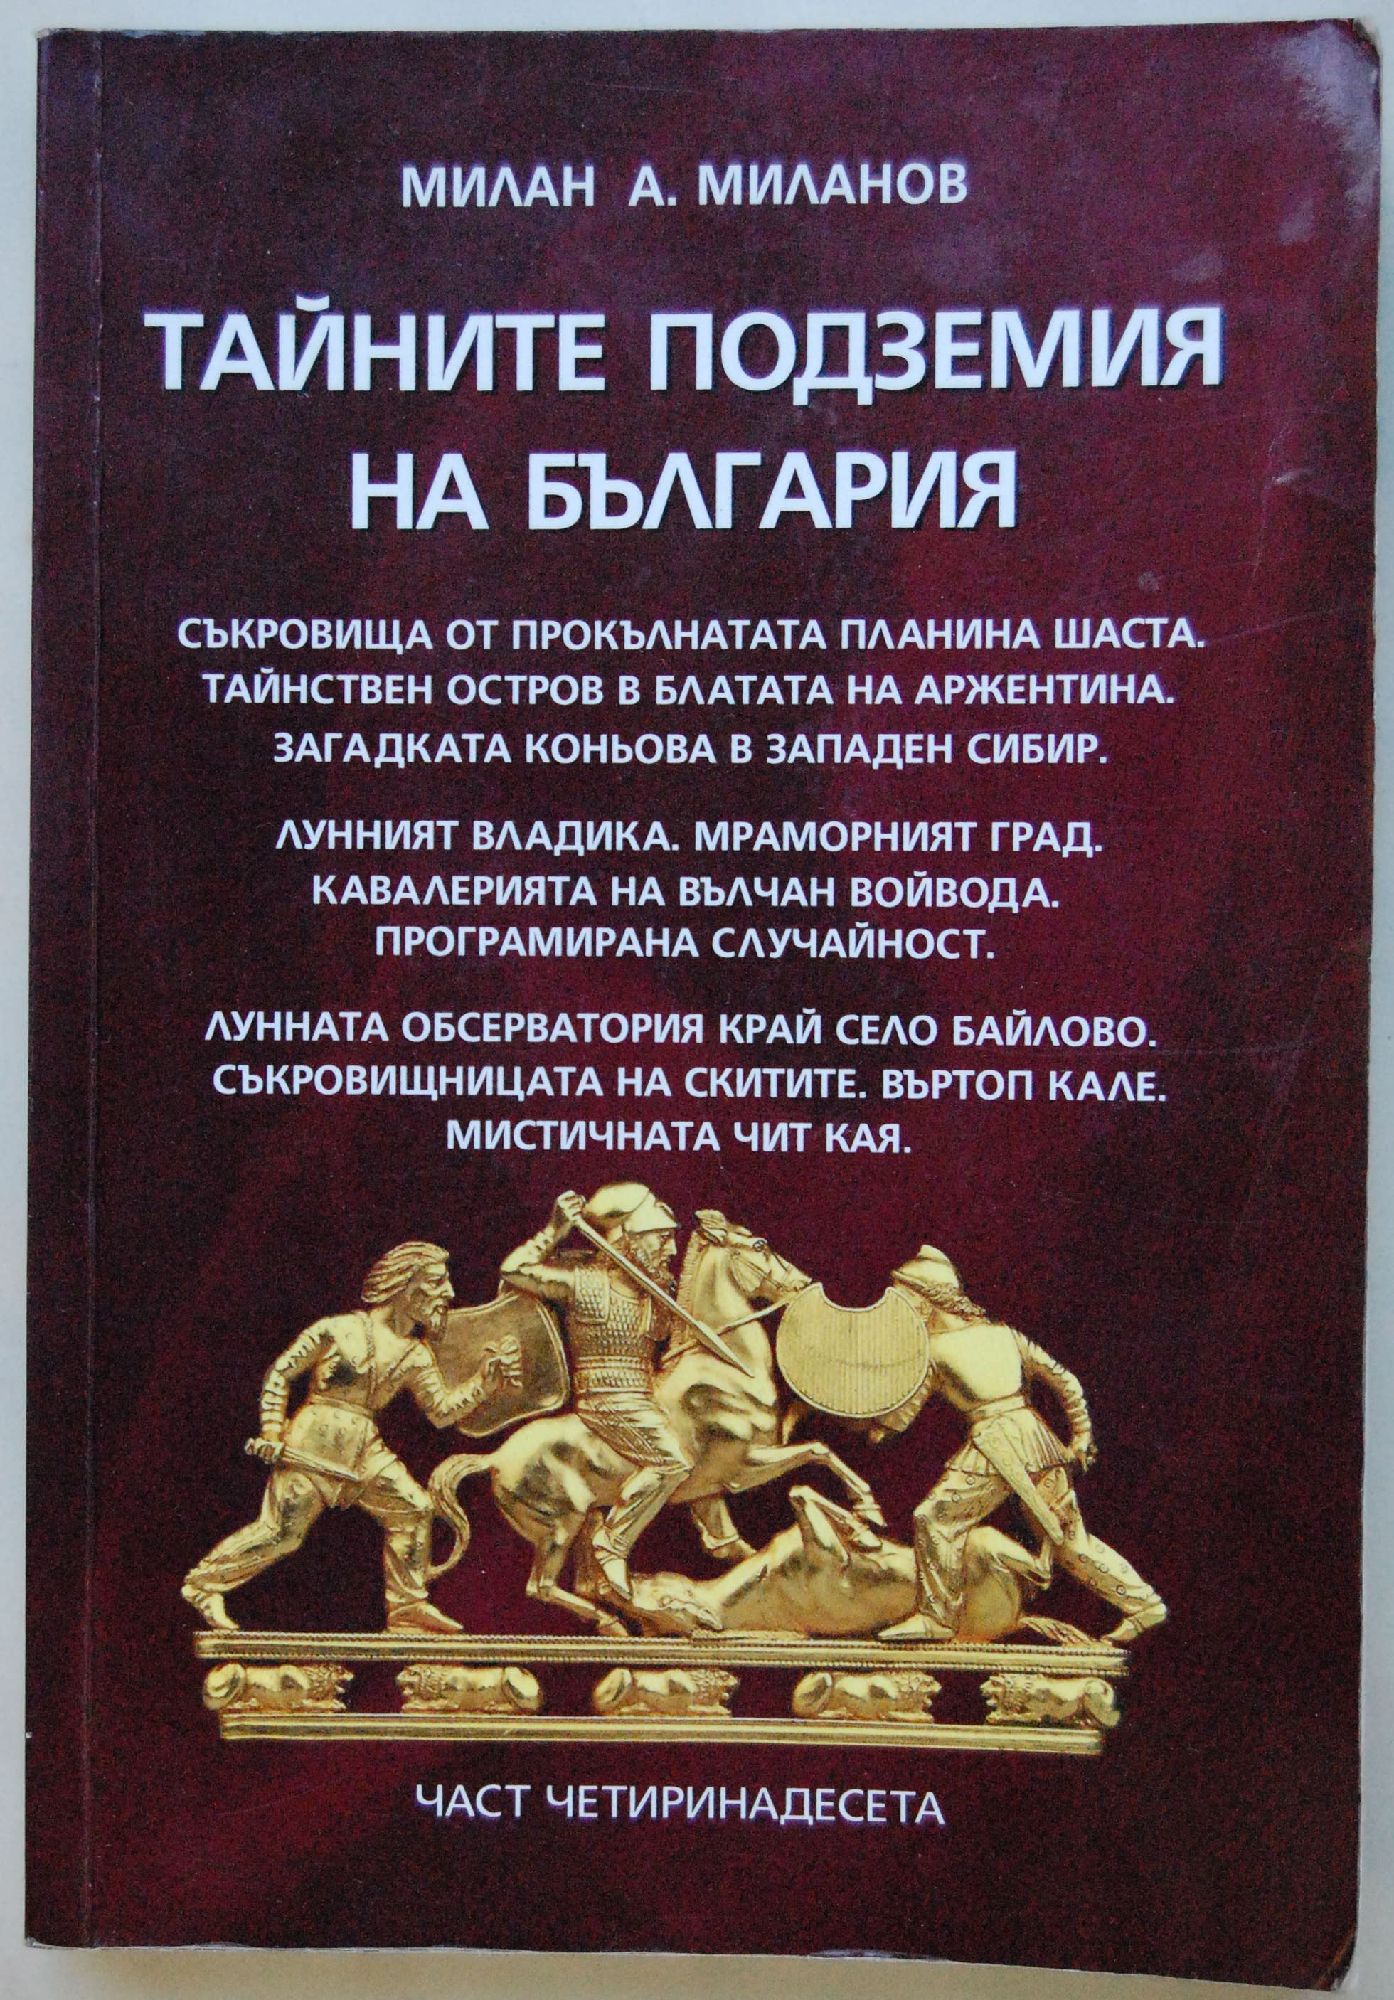 МИЛАН А. МИЛАНОВ
ТАЙНИТЕ ПОДЗЕМИЯ
НА БЪЛГАРИЯ
СЪКРОВИЩА ОТ ПРОКЪЛНАТАТА ПЛАНИНА ШАСТА.
ТАЙНСТВЕН ОСТРОВ В БЛАТАТА НА АРЖЕНТИНА.
ЗАГАДКАТА КОНЬОВА В ЗАПАДЕН СИБИР.
ЛУННИЯТ ВЛАДИКА. МРАМОРНИЯТ ГРАД.
КАВАЛЕРИЯТА НА ВЪЛЧАН ВОЙВОДА.
ПРОГРАМИРАНА СЛУЧАЙНОСТ.
ЛУННАТА ОБСЕРВАТОРИЯ КРАЙ СЕЛО БАЙЛОВО.
СЪКРОВИЩНИЦАТА НА СКИТИТЕ. ВЪРТОП КАЛЕ.
МИСТИЧНАТА ЧИТ КАЯ.
ЧАСТ ЧЕТИРИНАДЕСЕТА